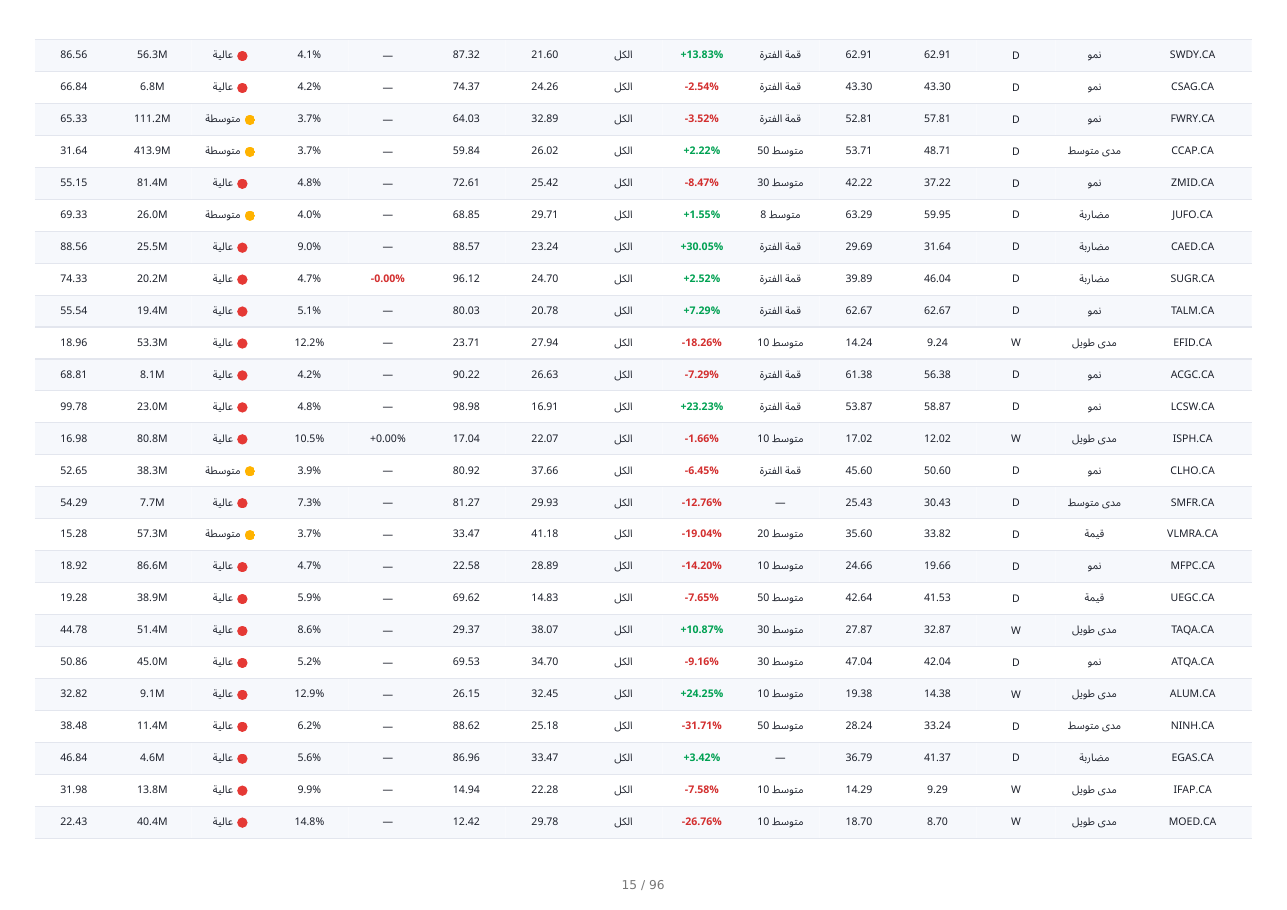 SWDY.CA نمو D 62.91 62.91 قمة الفترة +13.83% الكل 21.60 87.32 — 4.1% عالية 56.3M 86.56
CSAG.CA نمو D 43.30 43.30 قمة الفترة -2.54% الكل 24.26 74.37 — 4.2% عالية 6.8M 66.84
FWRY.CA نمو D 57.81 52.81 قمة الفترة -3.52% الكل 32.89 64.03 — 3.7% متوسطة 111.2M 65.33
CCAP.CA مدى متوسط D 48.71 53.71 متوسط 50 +2.22% الكل 26.02 59.84 — 3.7% متوسطة 413.9M 31.64
ZMID.CA نمو D 37.22 42.22 متوسط 30 -8.47% الكل 25.42 72.61 — 4.8% عالية 81.4M 55.15
JUFO.CA مضاربة D 59.95 63.29 متوسط 8 +1.55% الكل 29.71 68.85 — 4.0% متوسطة 26.0M 69.33
CAED.CA مضاربة D 31.64 29.69 قمة الفترة +30.05% الكل 23.24 88.57 — 9.0% عالية 25.5M 88.56
SUGR.CA مضاربة D 46.04 39.89 قمة الفترة +2.52% الكل 24.70 96.12 -0.00% 4.7% عالية 20.2M 74.33
TALM.CA نمو D 62.67 62.67 قمة الفترة +7.29% الكل 20.78 80.03 — 5.1% عالية 19.4M 55.54
EFID.CA مدى طويل W 9.24 14.24 متوسط 10 -18.26% الكل 27.94 23.71 — 12.2% عالية 53.3M 18.96
ACGC.CA نمو D 56.38 61.38 قمة الفترة -7.29% الكل 26.63 90.22 — 4.2% عالية 8.1M 68.81
LCSW.CA نمو D 58.87 53.87 قمة الفترة +23.23% الكل 16.91 98.98 — 4.8% عالية 23.0M 99.78
ISPH.CA مدى طويل W 12.02 17.02 متوسط 10 -1.66% الكل 22.07 17.04 +0.00% 10.5% عالية 80.8M 16.98
CLHO.CA نمو D 50.60 45.60 قمة الفترة -6.45% الكل 37.66 80.92 — 3.9% متوسطة 38.3M 52.65
SMFR.CA مدى متوسط D 30.43 25.43 — -12.76% الكل 29.93 81.27 — 7.3% عالية 7.7M 54.29
VLMRA.CA قيمة D 33.82 35.60 متوسط 20 -19.04% الكل 41.18 33.47 — 3.7% متوسطة 57.3M 15.28
MFPC.CA نمو D 19.66 24.66 متوسط 10 -14.20% الكل 28.89 22.58 — 4.7% عالية 86.6M 18.92
UEGC.CA قيمة D 41.53 42.64 متوسط 50 -7.65% الكل 14.83 69.62 — 5.9% عالية 38.9M 19.28
TAQA.CA مدى طويل W 32.87 27.87 متوسط 30 +10.87% الكل 38.07 29.37 — 8.6% عالية 51.4M 44.78
ATQA.CA نمو D 42.04 47.04 متوسط 30 -9.16% الكل 34.70 69.53 — 5.2% عالية 45.0M 50.86
ALUM.CA مدى طويل W 14.38 19.38 متوسط 10 +24.25% الكل 32.45 26.15 — 12.9% عالية 9.1M 32.82
NINH.CA مدى متوسط D 33.24 28.24 متوسط 50 -31.71% الكل 25.18 88.62 — 6.2% عالية 11.4M 38.48
EGAS.CA مضاربة D 41.37 36.79 — +3.42% الكل 33.47 86.96 — 5.6% عالية 4.6M 46.84
IFAP.CA مدى طويل W 9.29 14.29 متوسط 10 -7.58% الكل 22.28 14.94 — 9.9% عالية 13.8M 31.98
MOED.CA مدى طويل W 8.70 18.70 متوسط 10 -26.76% الكل 29.78 12.42 — 14.8% عالية 40.4M 22.43
15 / 96